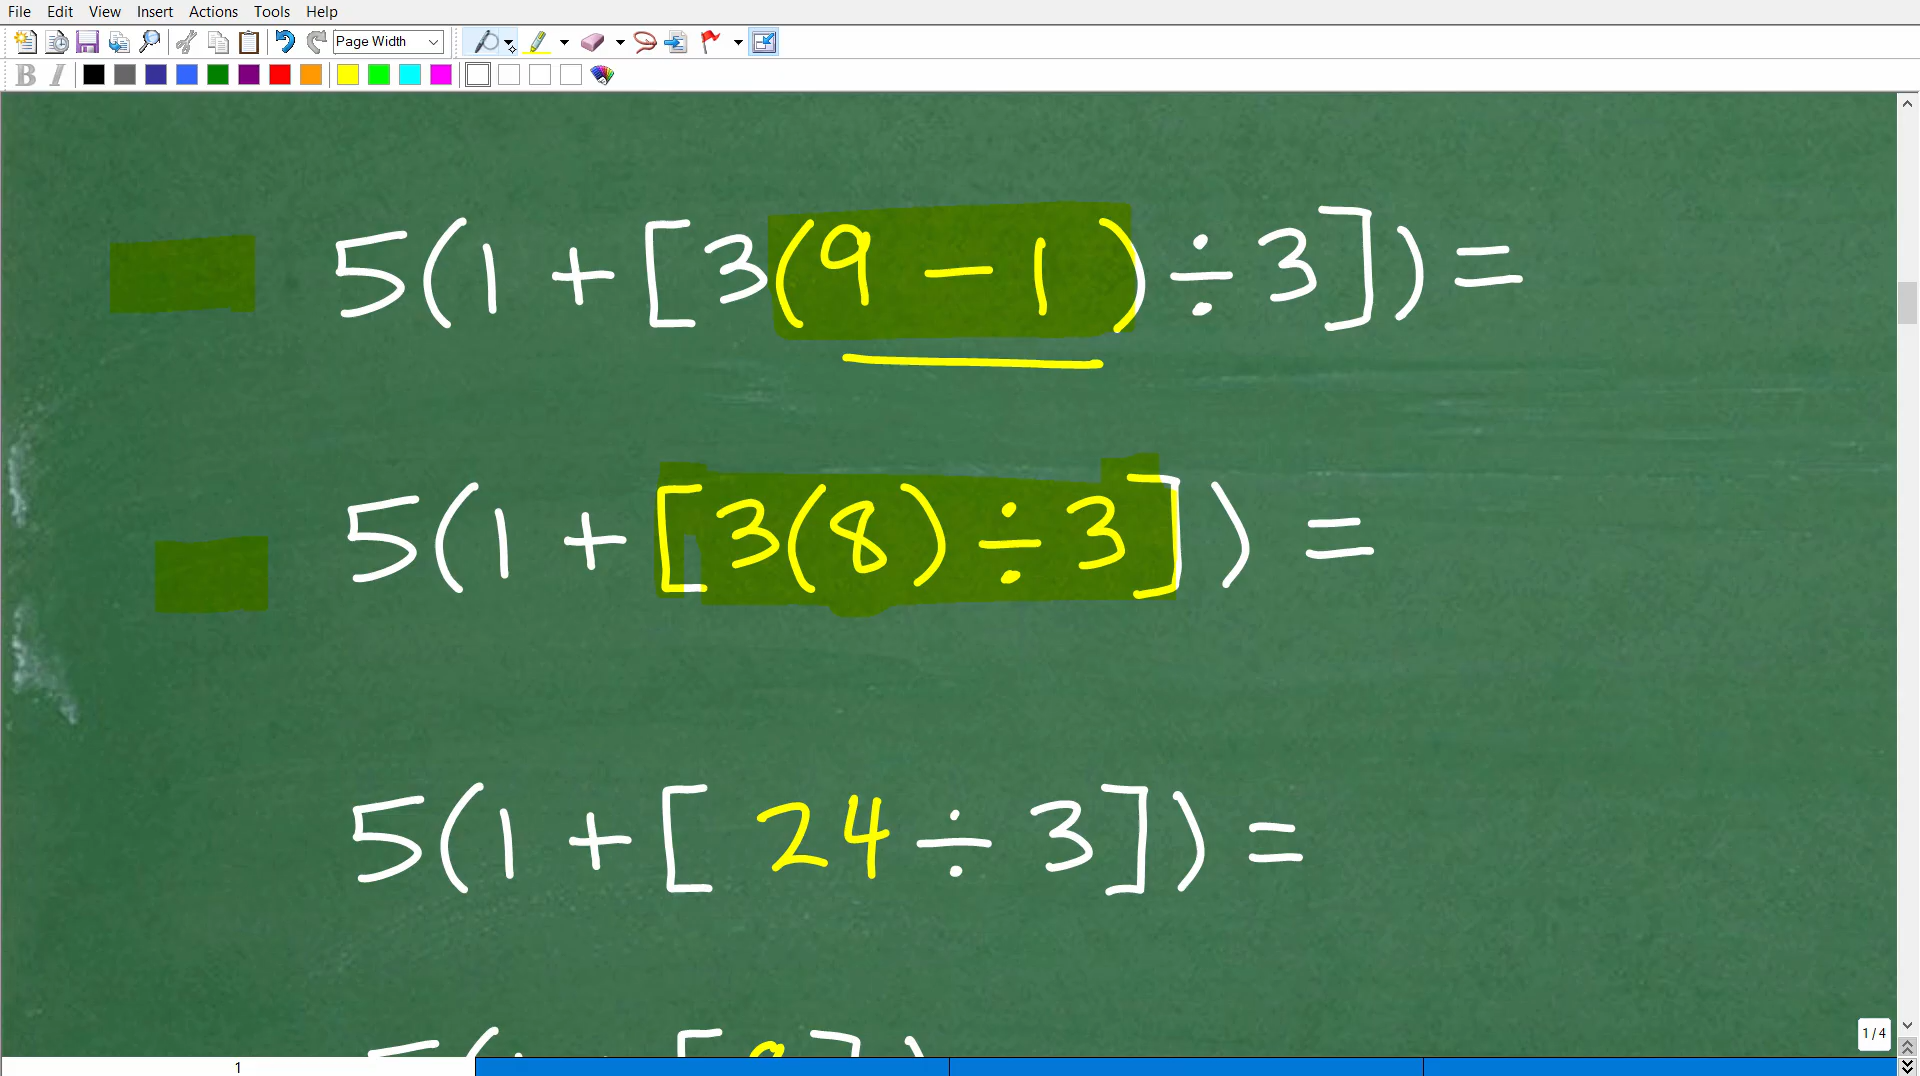 File Edit View Insert Actions Tools Help
Page Width
B I
5(1 + [3(9 − 1) ÷ 3]) =
5(1 + [3(8) ÷ 3]) =
5(1 + [ 24 ÷ 3]) =
1 / 4
1